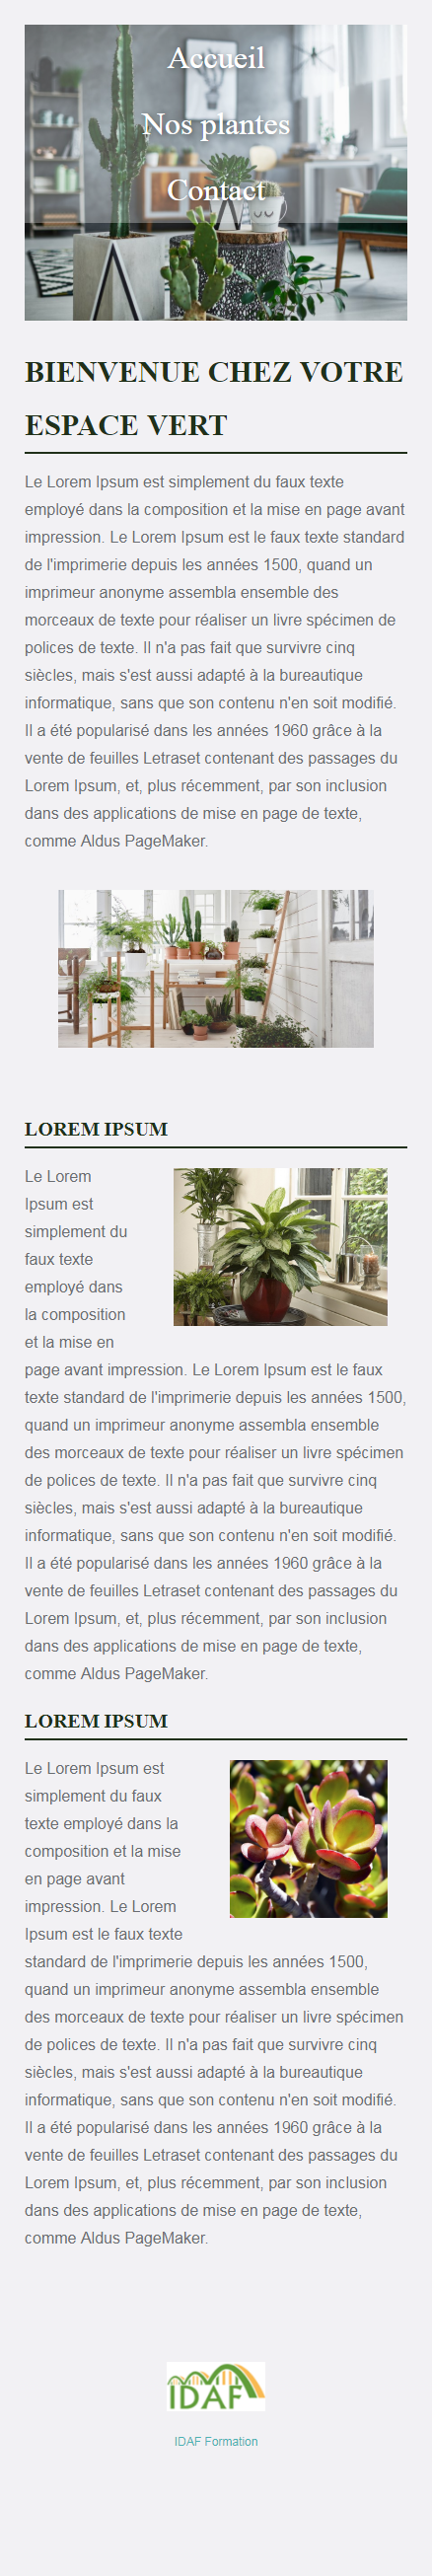 Accueil
Nos plantes
Contact
BIENVENUE CHEZ VOTRE
ESPACE VERT
Le Lorem Ipsum est simplement du faux texte
employé dans la composition et la mise en page avant
impression. Le Lorem Ipsum est le faux texte standard
de l'imprimerie depuis les années 1500, quand un
imprimeur anonyme assembla ensemble des
morceaux de texte pour réaliser un livre spécimen de
polices de texte. Il n'a pas fait que survivre cinq
siècles, mais s'est aussi adapté à la bureautique
informatique, sans que son contenu n'en soit modifié.
Il a été popularisé dans les années 1960 grâce à la
vente de feuilles Letraset contenant des passages du
Lorem Ipsum, et, plus récemment, par son inclusion
dans des applications de mise en page de texte,
comme Aldus PageMaker.
LOREM IPSUM
Le Lorem
Ipsum est
simplement du
faux texte
employé dans
la composition
et la mise en
page avant impression. Le Lorem Ipsum est le faux
texte standard de l'imprimerie depuis les années 1500,
quand un imprimeur anonyme assembla ensemble
des morceaux de texte pour réaliser un livre spécimen
de polices de texte. Il n'a pas fait que survivre cinq
siècles, mais s'est aussi adapté à la bureautique
informatique, sans que son contenu n'en soit modifié.
Il a été popularisé dans les années 1960 grâce à la
vente de feuilles Letraset contenant des passages du
Lorem Ipsum, et, plus récemment, par son inclusion
dans des applications de mise en page de texte,
comme Aldus PageMaker.
LOREM IPSUM
Le Lorem Ipsum est
simplement du faux
texte employé dans la
composition et la mise
en page avant
impression. Le Lorem
Ipsum est le faux texte
standard de l'imprimerie depuis les années 1500,
quand un imprimeur anonyme assembla ensemble
des morceaux de texte pour réaliser un livre spécimen
de polices de texte. Il n'a pas fait que survivre cinq
siècles, mais s'est aussi adapté à la bureautique
informatique, sans que son contenu n'en soit modifié.
Il a été popularisé dans les années 1960 grâce à la
vente de feuilles Letraset contenant des passages du
Lorem Ipsum, et, plus récemment, par son inclusion
dans des applications de mise en page de texte,
comme Aldus PageMaker.
IDAF
IDAF Formation